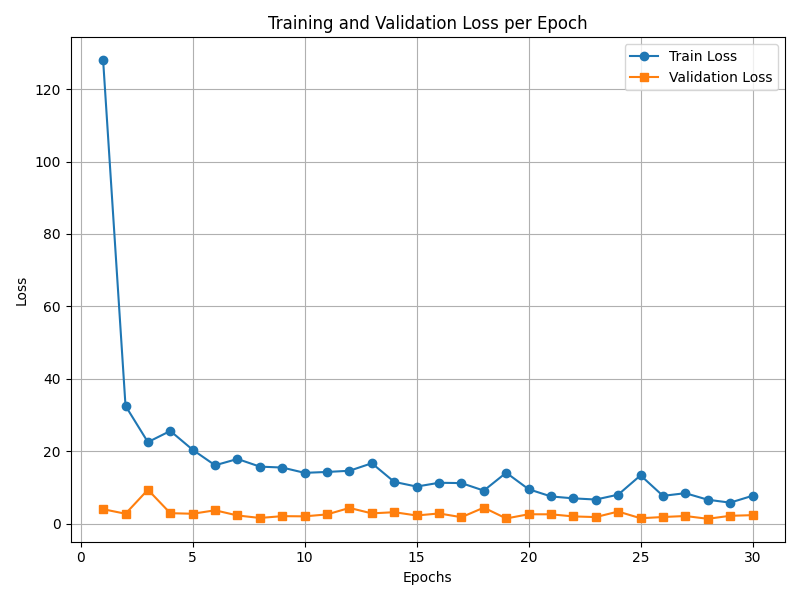 Training and Validation Loss per Epoch
Train Loss
Validation Loss
Loss
120
100
80
60
40
20
0
0 5 10 15 20 25 30
Epochs